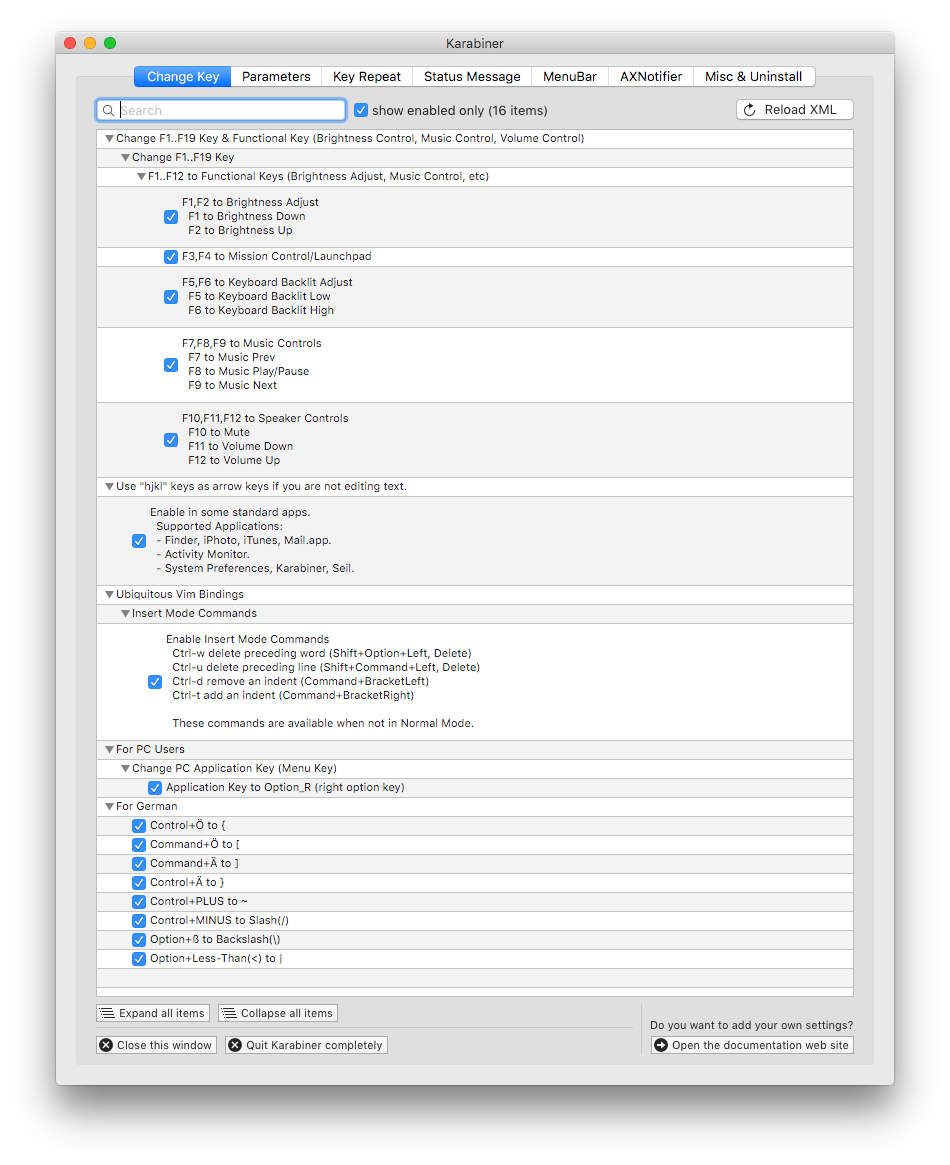 Karabiner
Change Key Parameters Key Repeat Status Message MenuBar AXNotifier Misc & Uninstall
Search show enabled only (16 items) Reload XML
Change F1..F19 Key & Functional Key (Brightness Control, Music Control, Volume Control)
Change F1..F19 Key
F1..F12 to Functional Keys (Brightness Adjust, Music Control, etc)
F1,F2 to Brightness Adjust
F1 to Brightness Down
F2 to Brightness Up
F3,F4 to Mission Control/Launchpad
F5,F6 to Keyboard Backlit Adjust
F5 to Keyboard Backlit Low
F6 to Keyboard Backlit High
F7,F8,F9 to Music Controls
F7 to Music Prev
F8 to Music Play/Pause
F9 to Music Next
F10,F11,F12 to Speaker Controls
F10 to Mute
F11 to Volume Down
F12 to Volume Up
Use "hjkl" keys as arrow keys if you are not editing text.
Enable in some standard apps.
Supported Applications:
- Finder, iPhoto, iTunes, Mail.app.
- Activity Monitor.
- System Preferences, Karabiner, Seil.
Ubiquitous Vim Bindings
Insert Mode Commands
Enable Insert Mode Commands
Ctrl-w delete preceding word (Shift+Option+Left, Delete)
Ctrl-u delete preceding line (Shift+Command+Left, Delete)
Ctrl-d remove an indent (Command+BracketLeft)
Ctrl-t add an indent (Command+BracketRight)
These commands are available when not in Normal Mode.
For PC Users
Change PC Application Key (Menu Key)
Application Key to Option_R (right option key)
For German
Control+Ö to {
Command+Ö to [
Command+Ä to ]
Control+Ä to }
Control+PLUS to ~
Control+MINUS to Slash(/)
Option+ß to Backslash(\)
Option+Less-Than(<) to |
Expand all items Collapse all items
Do you want to add your own settings?
Close this window Quit Karabiner completely Open the documentation web site